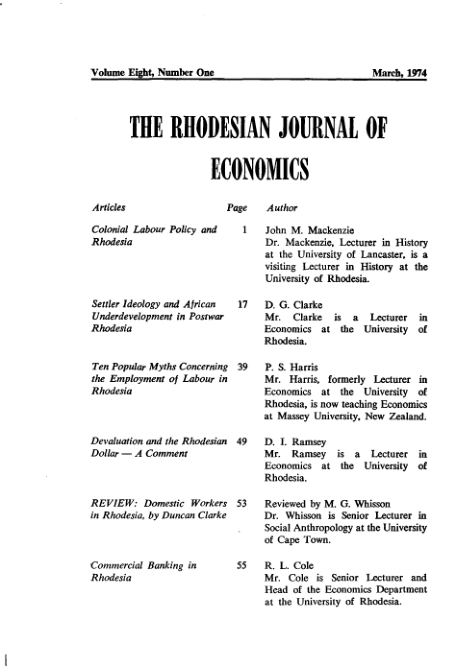 Volume Eight, Number One March, 1974
THE RHODESIAN JOURNAL OF
ECONOMICS
Articles Page Author
Colonial Labour Policy and 1 John M. Mackenzie
Rhodesia Dr. Mackenzie, Lecturer in History
at the University of Lancaster, is a
visiting Lecturer in History at the
University of Rhodesia.
Settler Ideology and African 17 D. G. Clarke
Underdevelopment in Postwar Mr. Clarke is a Lecturer in
Rhodesia Economics at the University of
Rhodesia.
Ten Popular Myths Concerning 39 P. S. Harris
the Employment of Labour in Mr. Harris, formerly Lecturer in
Rhodesia Economics at the University of
Rhodesia, is now teaching Economics
at Massey University, New Zealand.
Devaluation and the Rhodesian 49 D. I. Ramsey
Dollar — A Comment Mr. Ramsey is a Lecturer in
Economics at the University of
Rhodesia.
REVIEW: Domestic Workers 53 Reviewed by M. G. Whisson
in Rhodesia, by Duncan Clarke Dr. Whisson is Senior Lecturer in
Social Anthropology at the University
of Cape Town.
Commercial Banking in 55 R. L. Cole
Rhodesia Mr. Cole is Senior Lecturer and
Head of the Economics Department
at the University of Rhodesia.